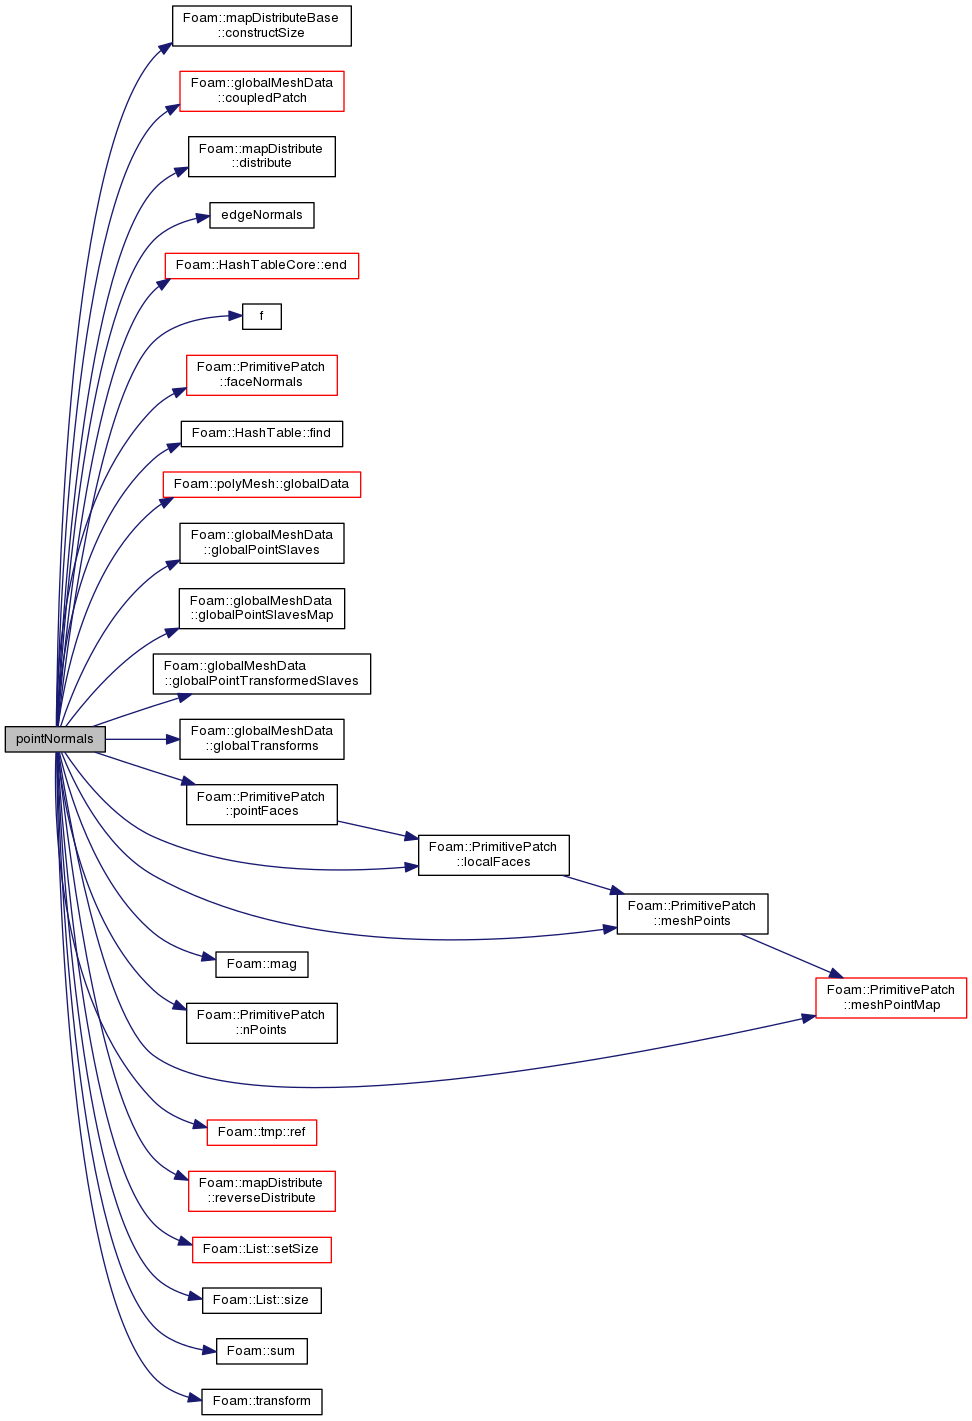 Foam::mapDistributeBase
::constructSize
Foam::globalMeshData
::coupledPatch
Foam::mapDistribute
::distribute
edgeNormals
Foam::HashTableCore::end
f
Foam::PrimitivePatch
::faceNormals
Foam::HashTable::find
Foam::polyMesh::globalData
Foam::globalMeshData
::globalPointSlaves
Foam::globalMeshData
::globalPointSlavesMap
Foam::globalMeshData
::globalPointTransformedSlaves
pointNormals
Foam::globalMeshData
::globalTransforms
Foam::PrimitivePatch
::pointFaces
Foam::PrimitivePatch
::localFaces
Foam::PrimitivePatch
::meshPoints
Foam::mag
Foam::PrimitivePatch
::meshPointMap
Foam::PrimitivePatch
::nPoints
Foam::tmp::ref
Foam::mapDistribute
::reverseDistribute
Foam::List::setSize
Foam::List::size
Foam::sum
Foam::transform